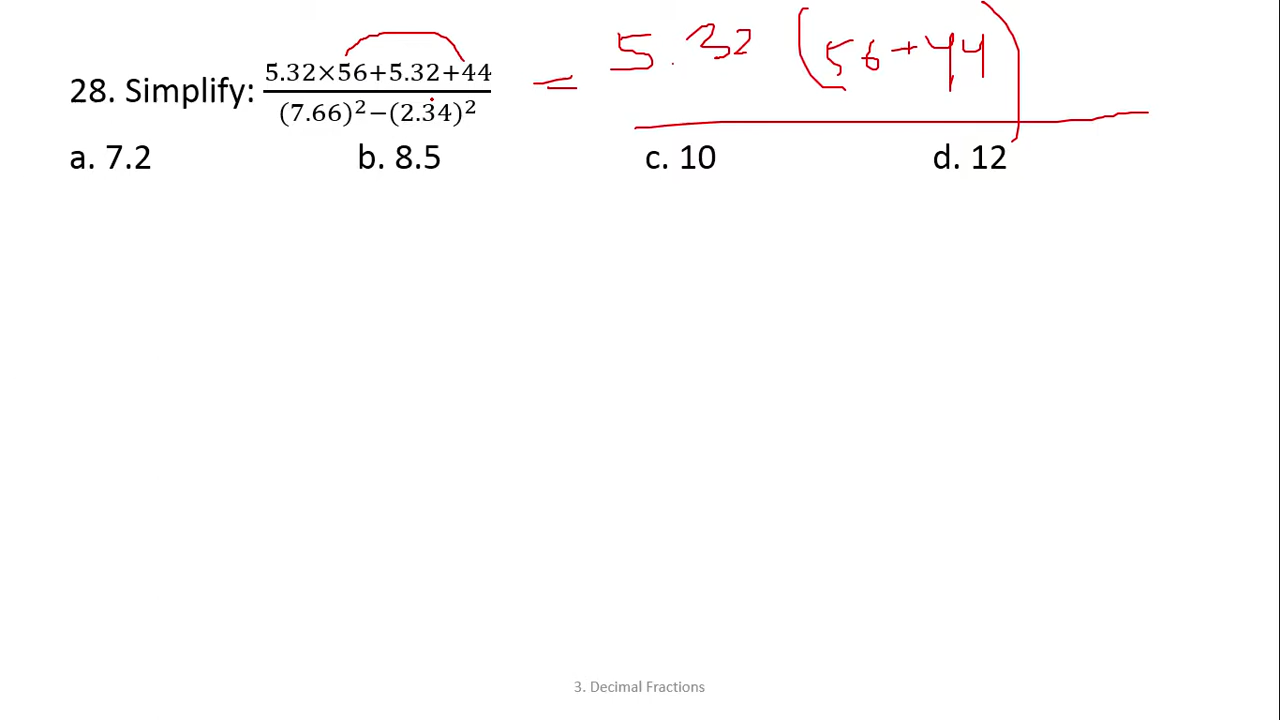 28. Simplify: (5.32×56+5.32+44)/((7.66)²−(2.34)²) = 5.32 (56+44)
a. 7.2 b. 8.5 c. 10 d. 12
3. Decimal Fractions